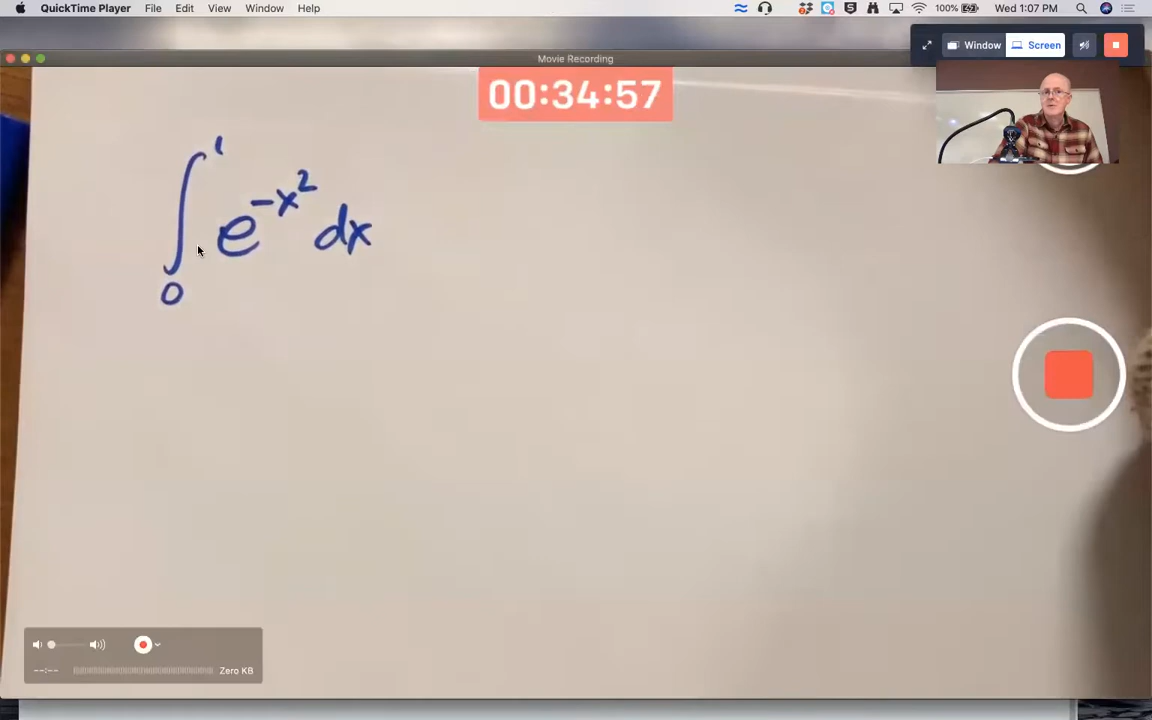 QuickTime Player File Edit View Window Help 100% Wed 1:07 PM
Window Screen
Movie Recording
00:34:57
∫₀¹ e^{-x²} dx
--:-- Zero KB